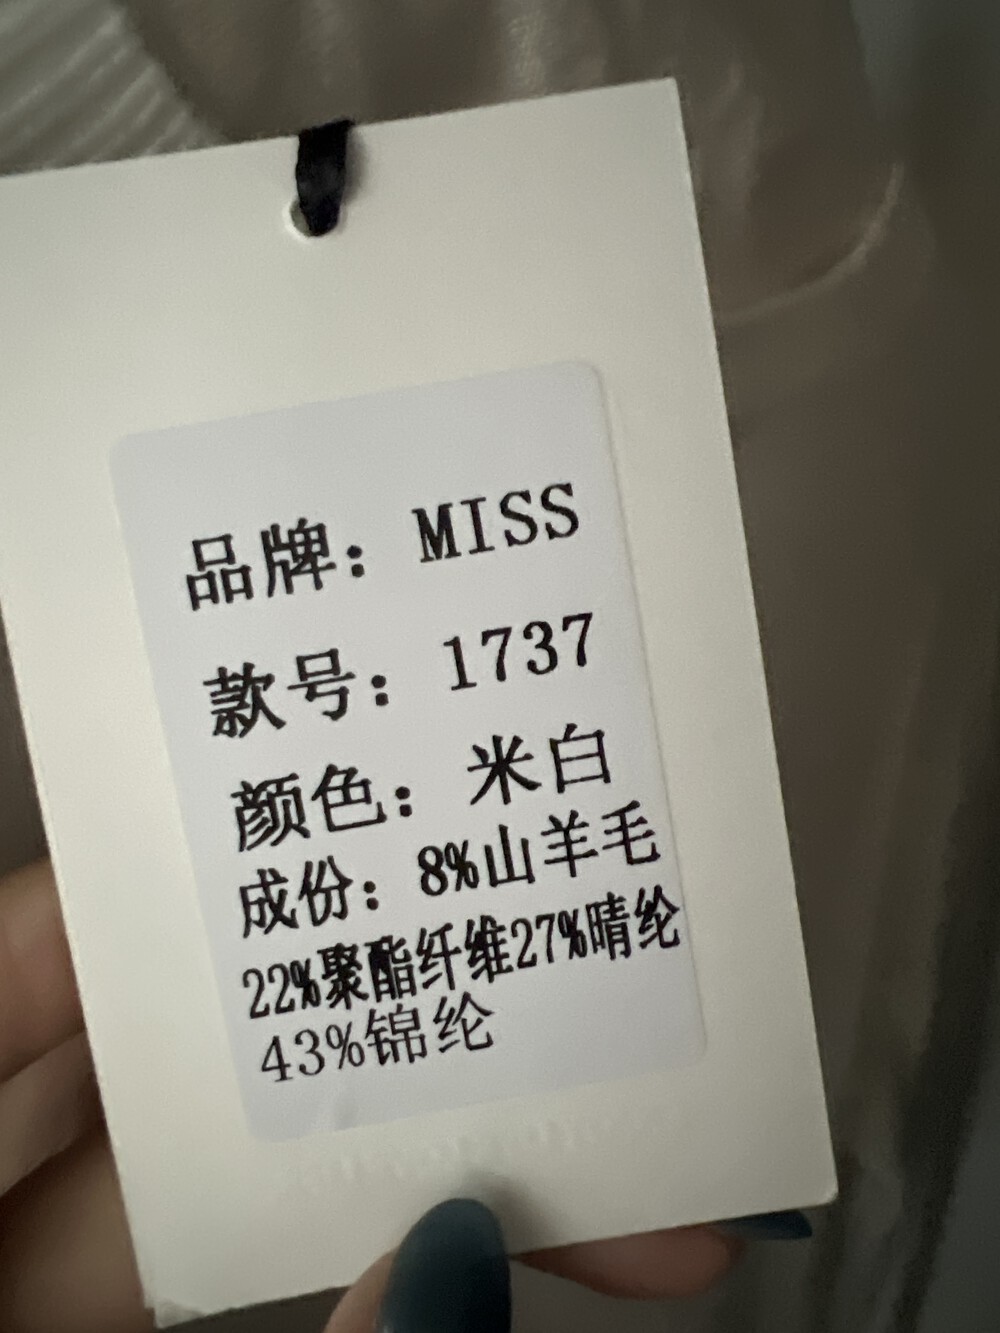 品牌：MISS
款号：1737
颜色：米白
成份：8%山羊毛
22%聚酯纤维27%晴纶
43%锦纶